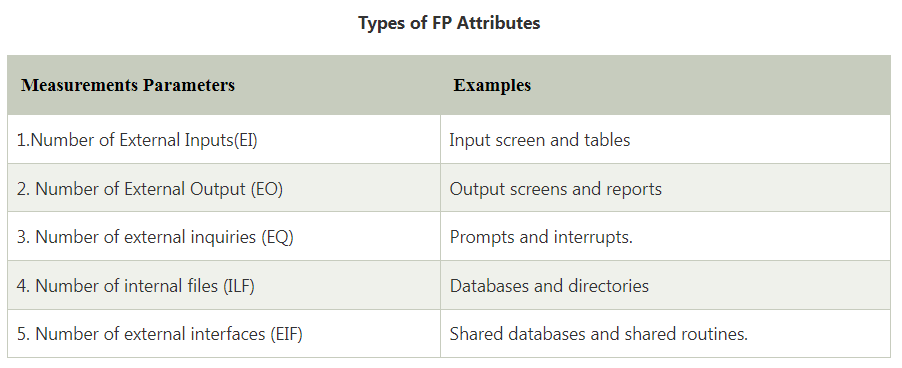 Types of FP Attributes
Measurements Parameters Examples
1.Number of External Inputs(EI) Input screen and tables
2. Number of External Output (EO) Output screens and reports
3. Number of external inquiries (EQ) Prompts and interrupts.
4. Number of internal files (ILF) Databases and directories
5. Number of external interfaces (EIF) Shared databases and shared routines.